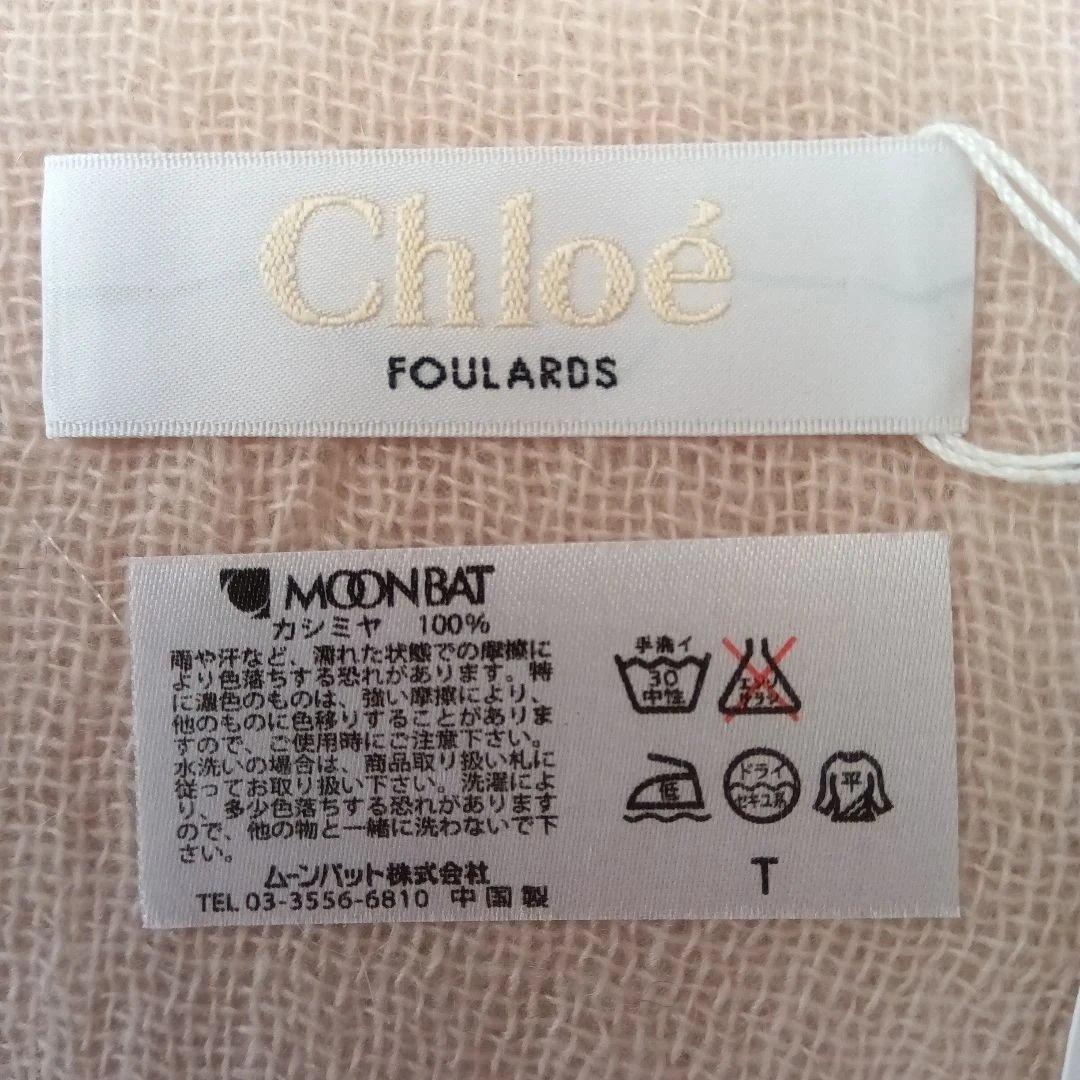 Chloé
FOULARDS
MOONBAT
カシミヤ 100%
雨や汗など、濡れた状態での摩擦に
より色落ちする恐れがあります。特
に濃色のものは、強い摩擦により、
他のものに色移りすることがありま
すので、ご使用時にご注意下さい。
水洗いの場合は、商品取り扱い札に
従ってお取り扱い下さい。洗濯によ
り、多少色落ちする恐れがあります
ので、他の物と一緒に洗わないで下
さい。
ムーンバット株式会社
TEL 03-3556-6810 中国製
手洗イ
30
中性
エンソ
サラシ
低
ドライ
セキユ系
平
T